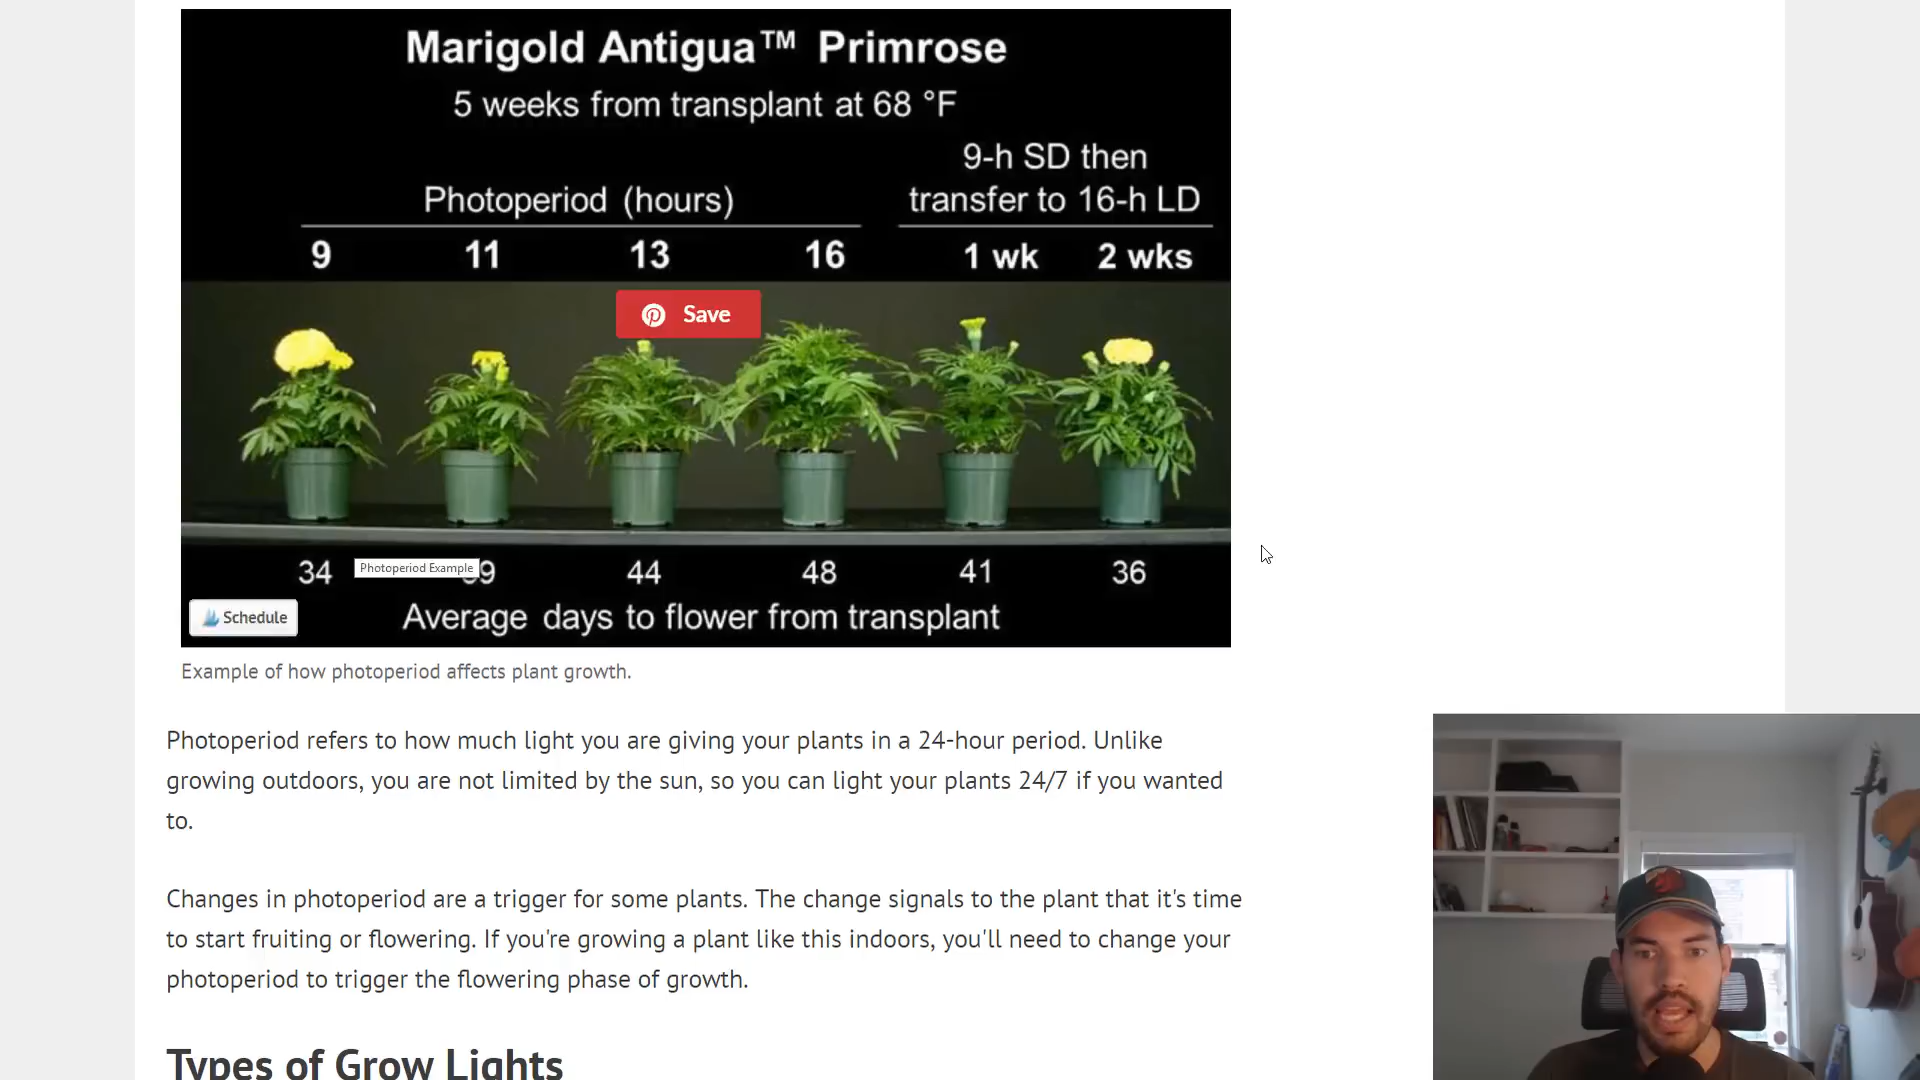 Marigold Antigua™ Primrose
5 weeks from transplant at 68 °F
9-h SD then
Photoperiod (hours)
transfer to 16-h LD
9 11 13 16 1 wk 2 wks
Save
34 9 44 48 41 36
Photoperiod Example
Schedule
Average days to flower from transplant
Example of how photoperiod affects plant growth.
Photoperiod refers to how much light you are giving your plants in a 24-hour period. Unlike
growing outdoors, you are not limited by the sun, so you can light your plants 24/7 if you wanted
to.
Changes in photoperiod are a trigger for some plants. The change signals to the plant that it's time
to start fruiting or flowering. If you're growing a plant like this indoors, you'll need to change your
photoperiod to trigger the flowering phase of growth.
Types of Grow Lights